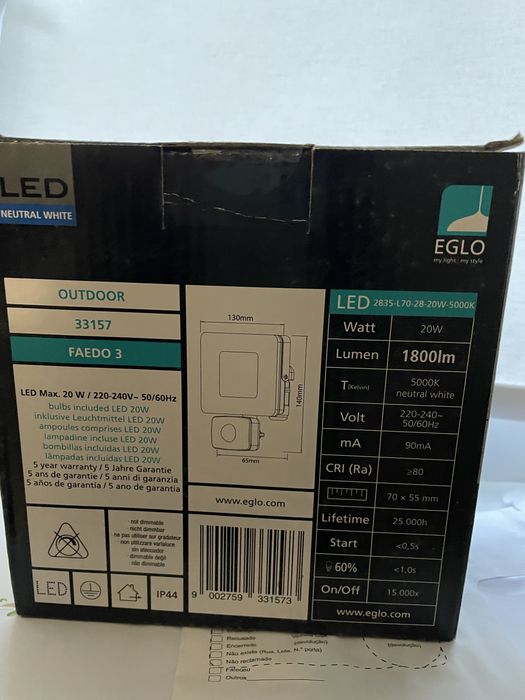 LED
NEUTRAL WHITE
EGLO
my light | my style
OUTDOOR
33157
FAEDO 3
LED Max. 20 W / 220-240V~ 50/60Hz
bulbs included LED 20W
inklusive Leuchtmittel LED 20W
ampoules comprises LED 20W
lampadine incluse LED 20W
bombillas incluidas LED 20W
lâmpadas incluídas LED 20W
5 year warranty / 5 Jahre Garantie
5 ans de garantie / 5 anni di garanzia
5 años de garantía / 5 ano de garantia
not dimmable
nicht dimmbar
ne pas utiliser sur gradateur
non utilizzare variatore
sin atenuador
não dimmable
LED
IP44
130mm
140mm
65mm
www.eglo.com
9 002759 331573
LED 2835-L70-28-20W-5000K
Watt 20W
Lumen 1800lm
T[Kelvin] 5000K
neutral white
Volt 220-240~
50/60Hz
mA 90mA
CRI (Ra) ≥80
70 x 55 mm
Lifetime 25.000h
Start <0,5s
60% <1.0s
On/Off 15 000x
www.eglo.com
Recusado
Encerrado
Não existe (Rua, Lote, N.º porta)
Não reclamado
Faleceu
Outros